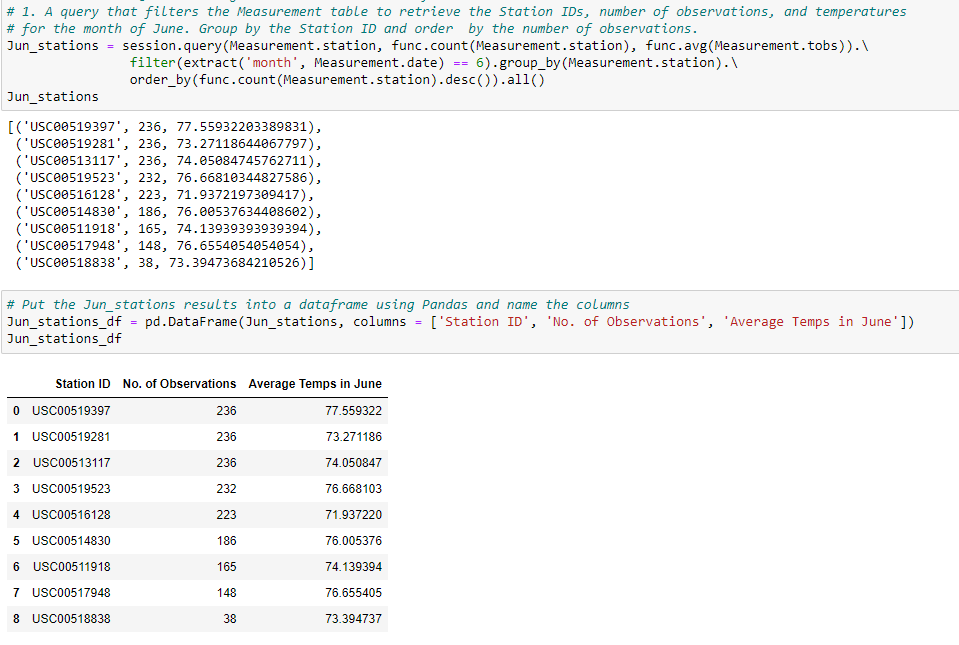 # 1. A query that filters the Measurement table to retrieve the Station IDs, number of observations, and temperatures
# for the month of June. Group by the Station ID and order  by the number of observations.
Jun_stations = session.query(Measurement.station, func.count(Measurement.station), func.avg(Measurement.tobs)).\
                filter(extract('month', Measurement.date) == 6).group_by(Measurement.station).\
                order_by(func.count(Measurement.station).desc()).all()
Jun_stations
[('USC00519397', 236, 77.55932203389831),
 ('USC00519281', 236, 73.27118644067797),
 ('USC00513117', 236, 74.05084745762711),
 ('USC00519523', 232, 76.66810344827586),
 ('USC00516128', 223, 71.9372197309417),
 ('USC00514830', 186, 76.00537634408602),
 ('USC00511918', 165, 74.13939393939394),
 ('USC00517948', 148, 76.6554054054054),
 ('USC00518838', 38, 73.39473684210526)]
# Put the Jun_stations results into a dataframe using Pandas and name the columns
Jun_stations_df = pd.DataFrame(Jun_stations, columns = ['Station ID', 'No. of Observations', 'Average Temps in June'])
Jun_stations_df
Station ID No. of Observations Average Temps in June
0 USC00519397 236 77.559322
1 USC00519281 236 73.271186
2 USC00513117 236 74.050847
3 USC00519523 232 76.668103
4 USC00516128 223 71.937220
5 USC00514830 186 76.005376
6 USC00511918 165 74.139394
7 USC00517948 148 76.655405
8 USC00518838 38 73.394737